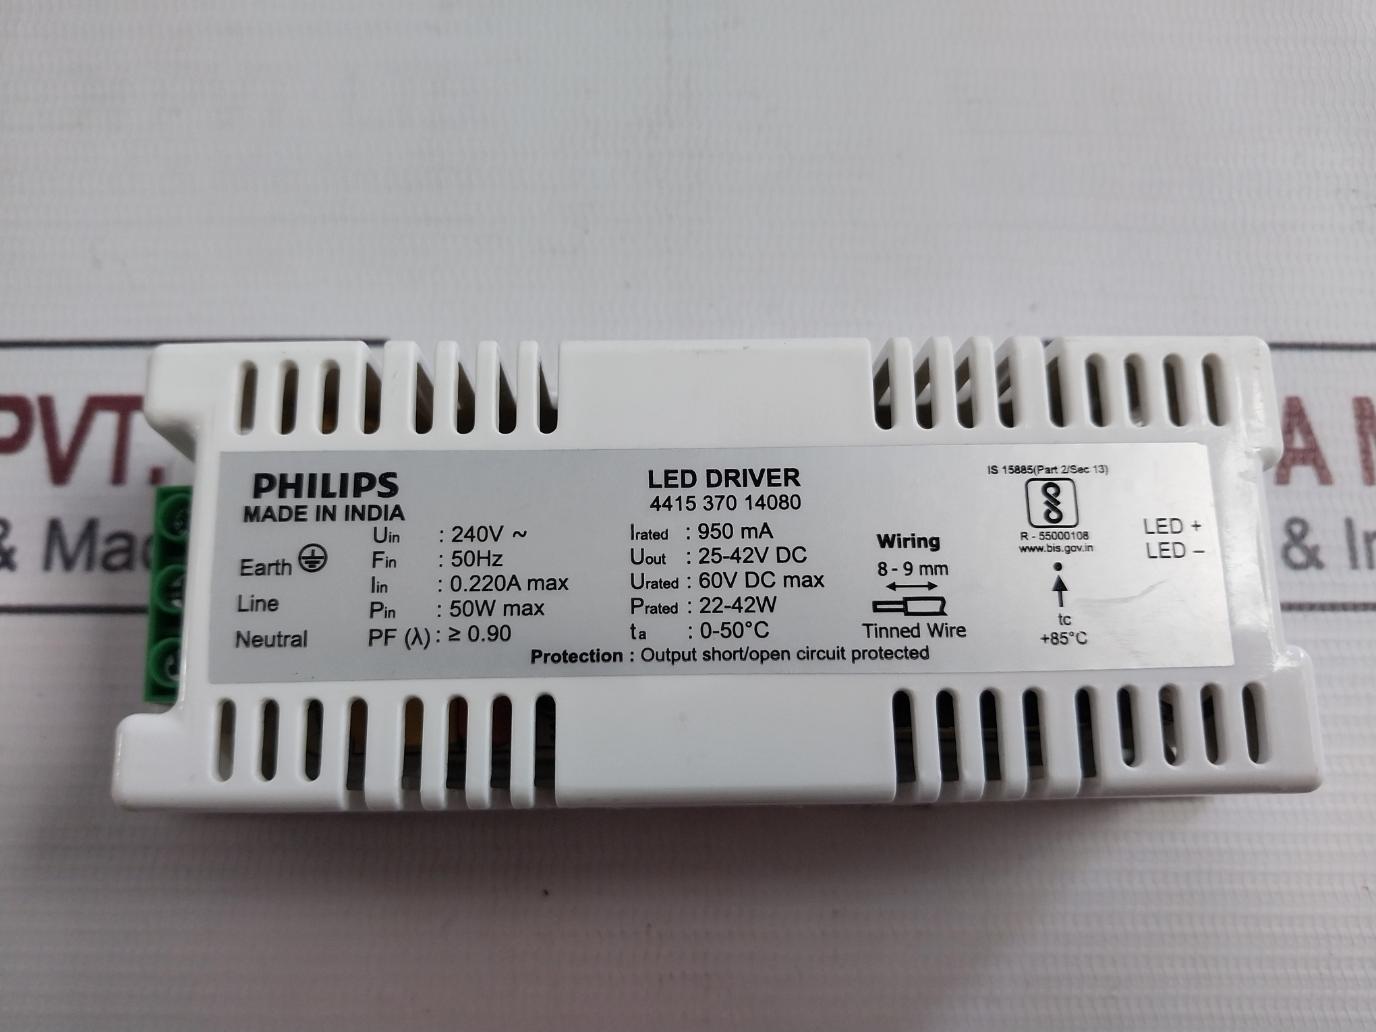 PVT.
& Mac
A M
& In
PHILIPS
MADE IN INDIA
Earth
Line
Neutral
Uin : 240V ~
Fin : 50Hz
Iin : 0.220A max
Pin : 50W max
PF (λ) : ≥ 0.90
LED DRIVER
4415 370 14080
Irated : 950 mA
Uout : 25-42V DC
Urated : 60V DC max
Prated : 22-42W
ta : 0-50°C
Protection : Output short/open circuit protected
Wiring
8 - 9 mm
Tinned Wire
IS 15885(Part 2/Sec 13)
R - 55000108
www.bis.gov.in
tc
+85°C
LED +
LED –